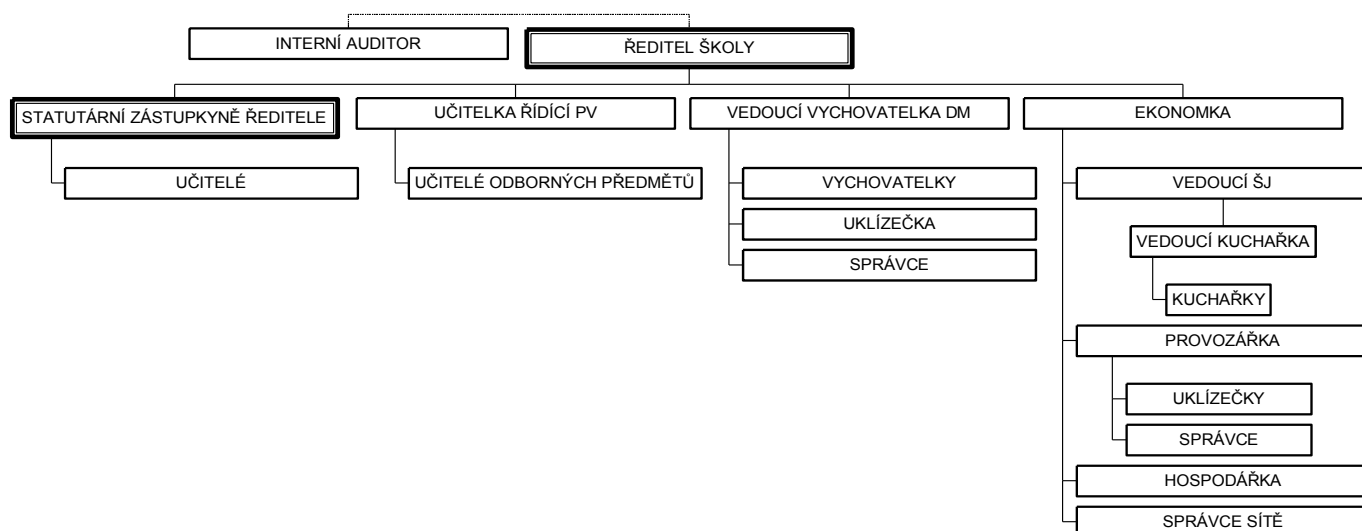 INTERNÍ AUDITOR
ŘEDITEL ŠKOLY
STATUTÁRNÍ ZÁSTUPKYNĚ ŘEDITELE
UČITELKA ŘÍDÍCÍ PV
VEDOUCÍ VYCHOVATELKA DM
EKONOMKA
UČITELÉ
UČITELÉ ODBORNÝCH PŘEDMĚTŮ
VYCHOVATELKY
UKLÍZEČKA
SPRÁVCE
VEDOUCÍ ŠJ
VEDOUCÍ KUCHAŘKA
KUCHAŘKY
PROVOZÁŘKA
UKLÍZEČKY
SPRÁVCE
HOSPODÁŘKA
SPRÁVCE SÍTĚ